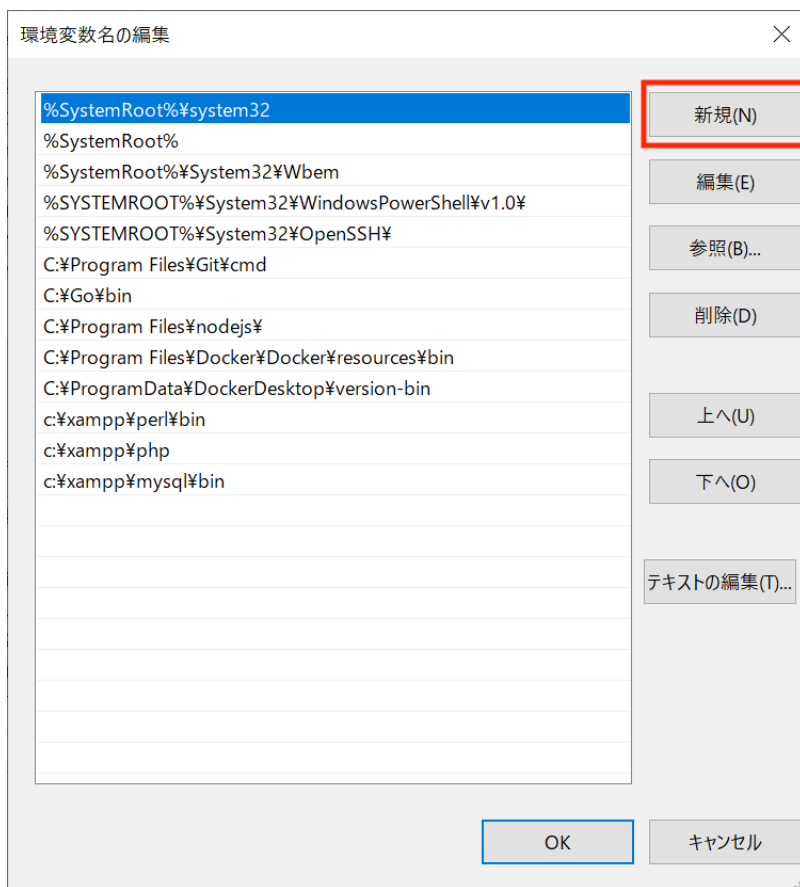 環境変数名の編集
%SystemRoot%¥system32
%SystemRoot%
%SystemRoot%¥System32¥Wbem
%SYSTEMROOT%¥System32¥WindowsPowerShell¥v1.0¥
%SYSTEMROOT%¥System32¥OpenSSH¥
C:¥Program Files¥Git¥cmd
C:¥Go¥bin
C:¥Program Files¥nodejs¥
C:¥Program Files¥Docker¥Docker¥resources¥bin
C:¥ProgramData¥DockerDesktop¥version-bin
c:¥xampp¥perl¥bin
c:¥xampp¥php
c:¥xampp¥mysql¥bin
新規(N)
編集(E)
参照(B)...
削除(D)
上へ(U)
下へ(O)
テキストの編集(T)...
OK
キャンセル